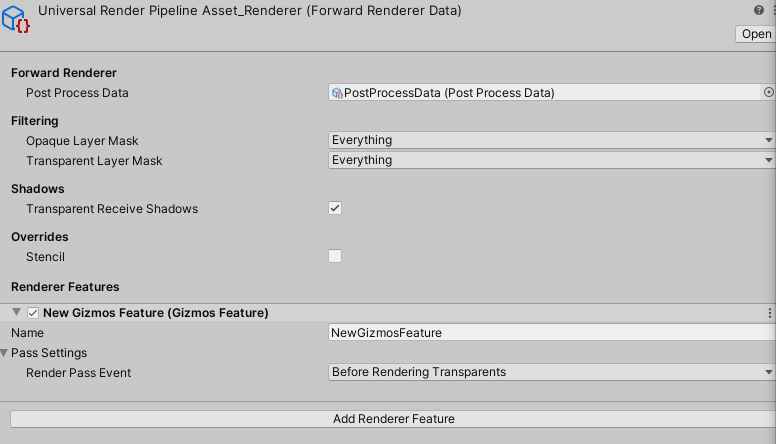 Universal Render Pipeline Asset_Renderer (Forward Renderer Data)
Open
Forward Renderer
Post Process Data PostProcessData (Post Process Data)
Filtering
Opaque Layer Mask Everything
Transparent Layer Mask Everything
Shadows
Transparent Receive Shadows
Overrides
Stencil
Renderer Features
New Gizmos Feature (Gizmos Feature)
Name NewGizmosFeature
Pass Settings
Render Pass Event Before Rendering Transparents
Add Renderer Feature